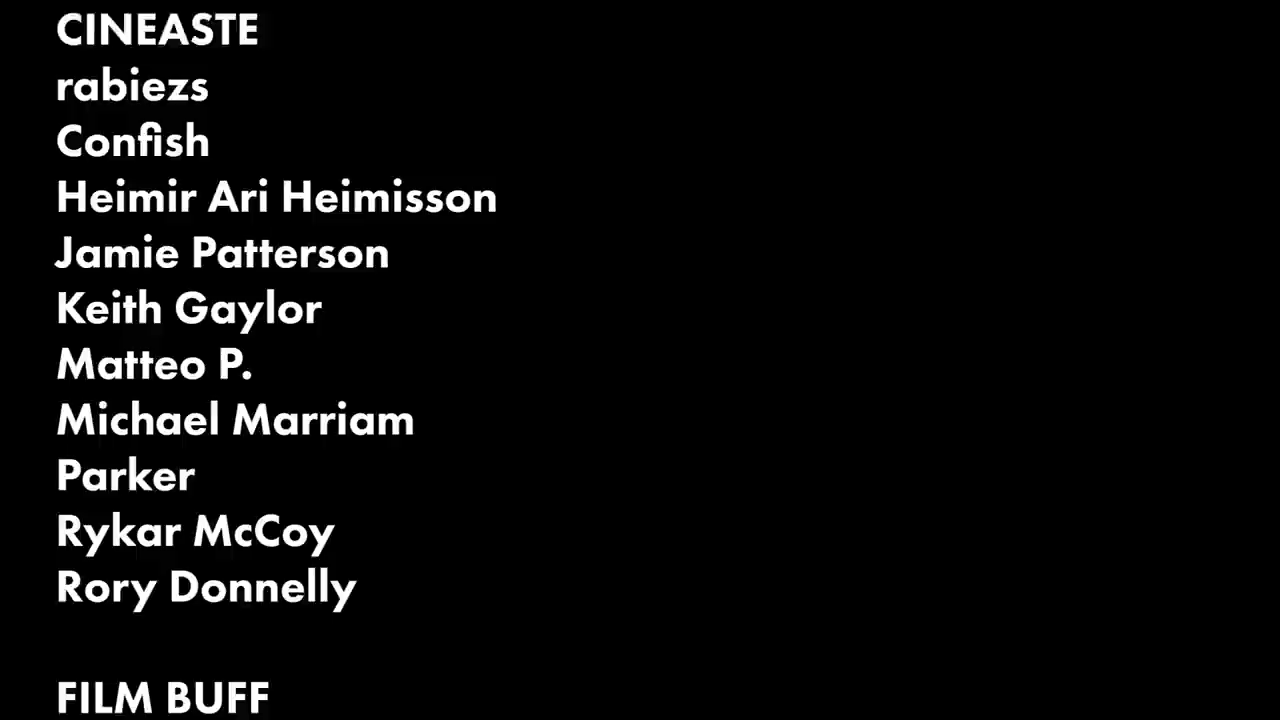 CINEASTE
rabiezs
Confish
Heimir Ari Heimisson
Jamie Patterson
Keith Gaylor
Matteo P.
Michael Marriam
Parker
Rykar McCoy
Rory Donnelly
FILM BUFF